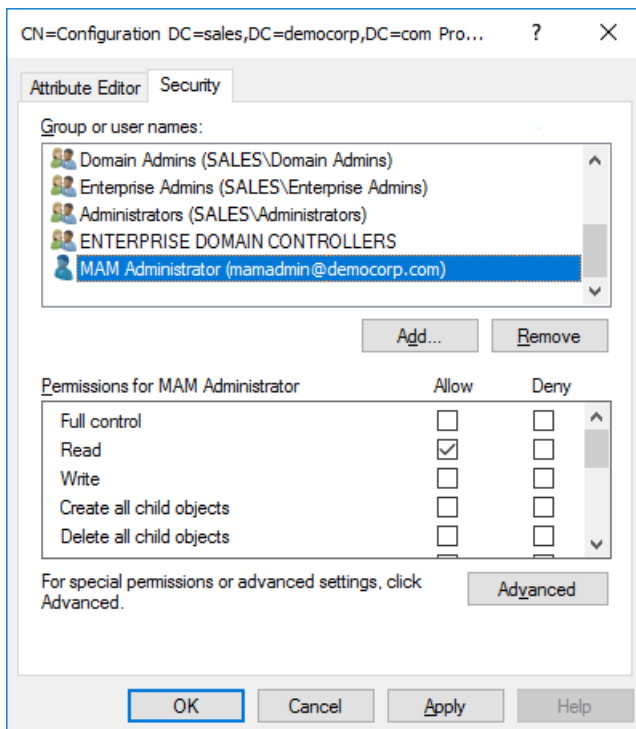 CN=Configuration DC=sales,DC=democorp,DC=com Pro... ?
Attribute Editor Security
Group or user names:
Domain Admins (SALES\Domain Admins)
Enterprise Admins (SALES\Enterprise Admins)
Administrators (SALES\Administrators)
ENTERPRISE DOMAIN CONTROLLERS
MAM Administrator (mamadmin@democorp.com)
Add... Remove
Permissions for MAM Administrator Allow Deny
Full control
Read
Write
Create all child objects
Delete all child objects
For special permissions or advanced settings, click
Advanced. Advanced
OK Cancel Apply Help